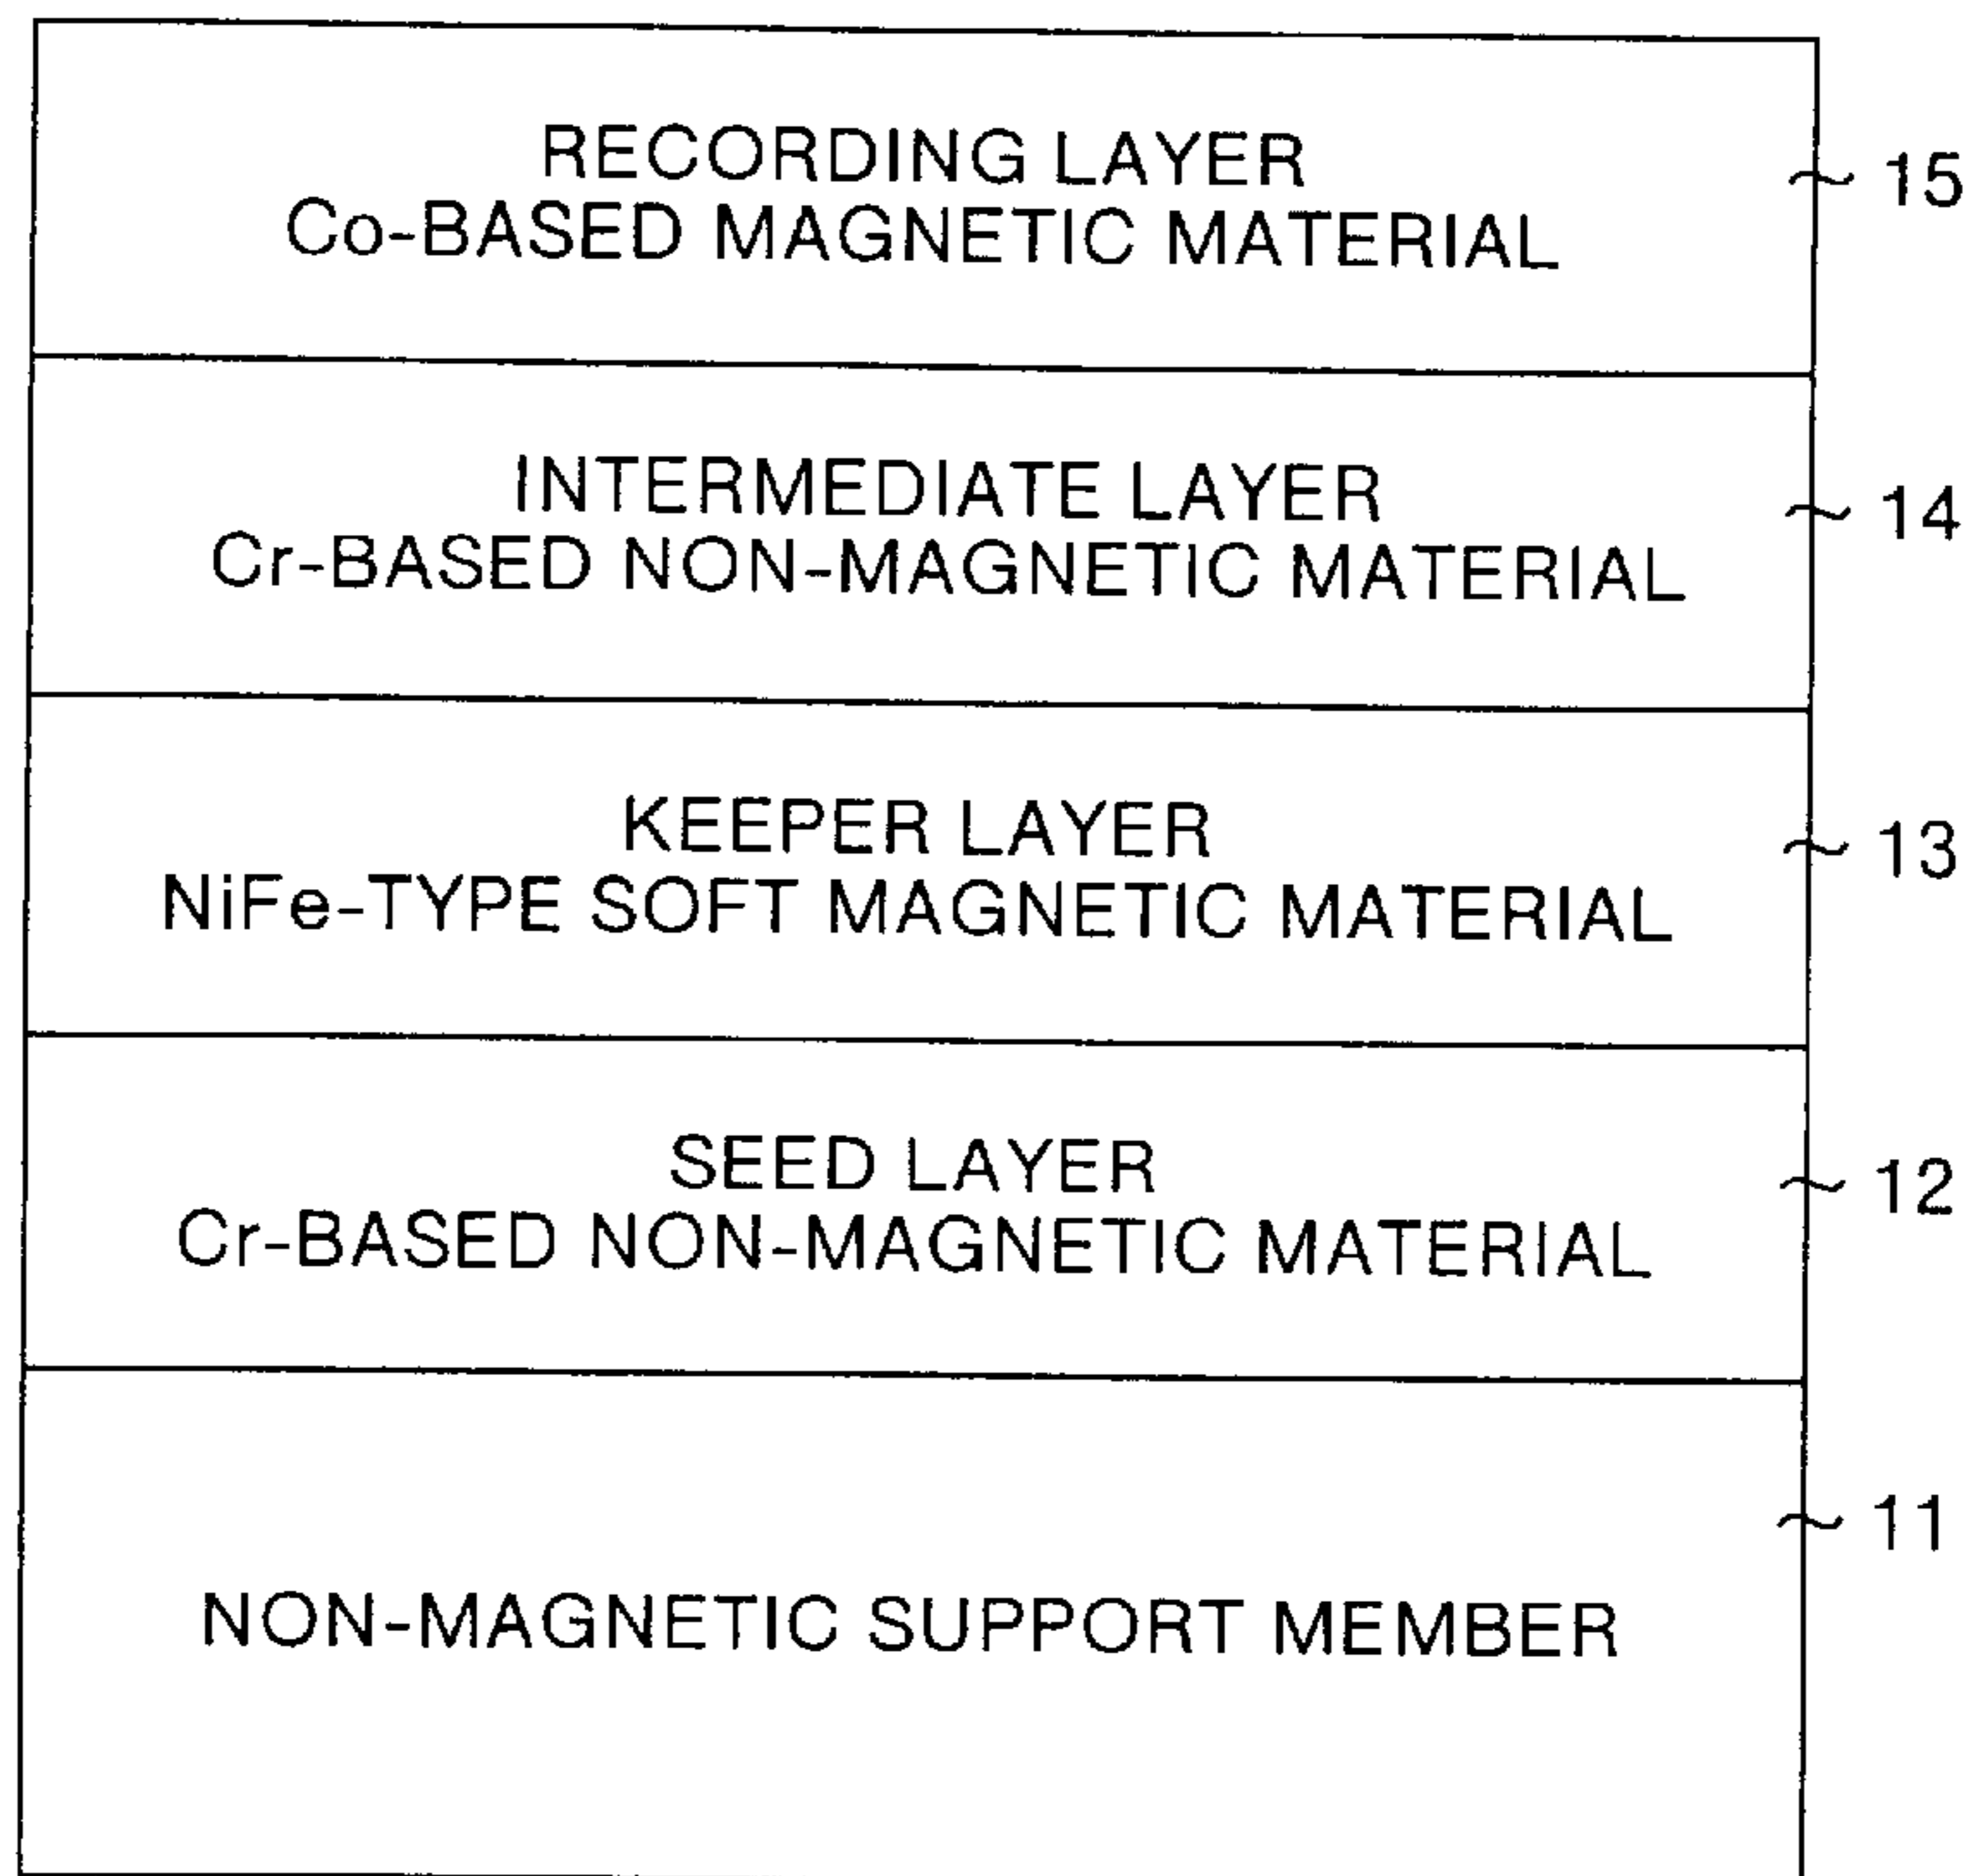 RECORDING LAYER
Co-BASED MAGNETIC MATERIAL
15
INTERMEDIATE LAYER
Cr-BASED NON-MAGNETIC MATERIAL
14
KEEPER LAYER
NiFe-TYPE SOFT MAGNETIC MATERIAL
13
SEED LAYER
Cr-BASED NON-MAGNETIC MATERIAL
12
11
NON-MAGNETIC SUPPORT MEMBER